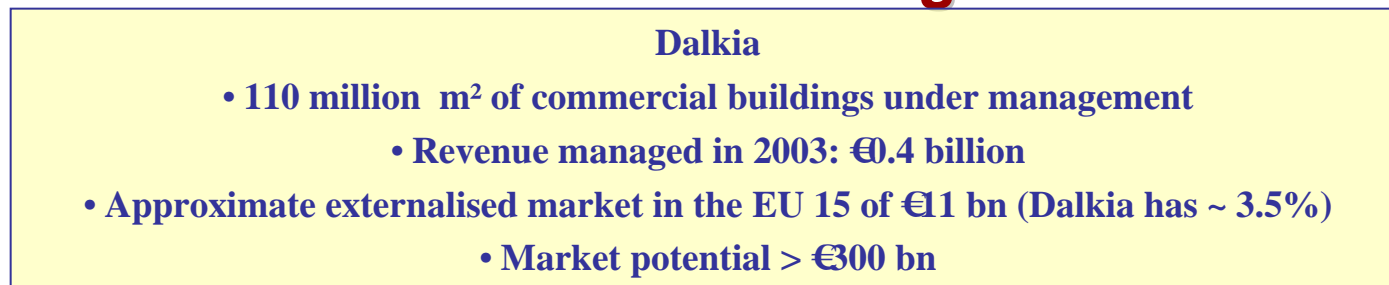 Dalkia
• 110 million m² of commercial buildings under management
• Revenue managed in 2003: €0.4 billion
• Approximate externalised market in the EU 15 of €11 bn (Dalkia has ~ 3.5%)
• Market potential > €300 bn